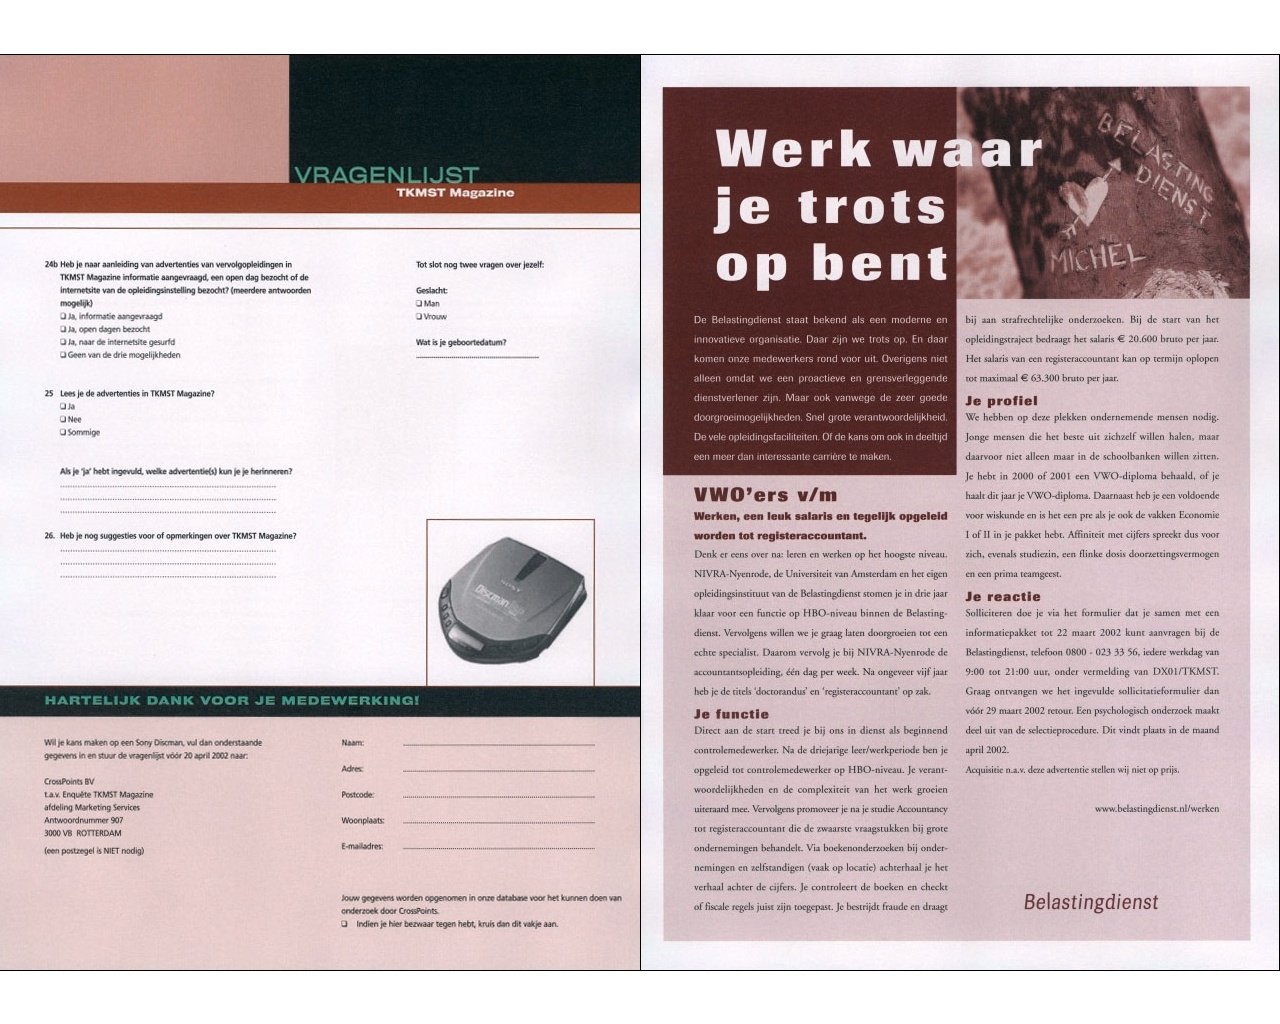 VRAGENLIJST
TKMST Magazine
24b Heb je naar aanleiding van advertenties van vervolgopleidingen in
TKMST Magazine informatie aangevraagd, een open dag bezocht of de
internetsite van de opleidingsinstelling bezocht? (meerdere antwoorden
mogelijk)
❏ Ja, informatie aangevraagd
❏ Ja, open dagen bezocht
❏ Ja, naar de internetsite gesurfd
❏ Geen van de drie mogelijkheden
25 Lees je de advertenties in TKMST Magazine?
❏ Ja
❏ Nee
❏ Sommige
Als je 'ja' hebt ingevuld, welke advertentie(s) kun je je herinneren?
26. Heb je nog suggesties voor of opmerkingen over TKMST Magazine?
Tot slot nog twee vragen over jezelf:
Geslacht:
❏ Man
❏ Vrouw
Wat is je geboortedatum?
SONY
Discman
HARTELIJK DANK VOOR JE MEDEWERKING!
Wil je kans maken op een Sony Discman, vul dan onderstaande
gegevens in en stuur de vragenlijst vóór 20 april 2002 naar:
CrossPoints BV
t.a.v. Enquête TKMST Magazine
afdeling Marketing Services
Antwoordnummer 907
3000 VB ROTTERDAM
(een postzegel is NIET nodig)
Naam:
Adres:
Postcode:
Woonplaats:
E-mailadres:
Jouw gegevens worden opgenomen in onze database voor het kunnen doen van
onderzoek door CrossPoints.
❏ Indien je hier bezwaar tegen hebt, kruis dan dit vakje aan.
Werk waar
je trots
op bent
BELASTING
DIENST
MICHEL
De Belastingdienst staat bekend als een moderne en
innovatieve organisatie. Daar zijn we trots op. En daar
komen onze medewerkers rond voor uit. Overigens niet
alleen omdat we een proactieve en grensverleggende
dienstverlener zijn. Maar ook vanwege de zeer goede
doorgroeimogelijkheden. Snel grote verantwoordelijkheid.
De vele opleidingsfaciliteiten. Of de kans om ook in deeltijd
een meer dan interessante carrière te maken.
VWO'ers v/m
Werken, een leuk salaris en tegelijk opgeleid
worden tot registeraccountant.
Denk er eens over na: leren en werken op het hoogste niveau.
NIVRA-Nyenrode, de Universiteit van Amsterdam en het eigen
opleidingsinstituut van de Belastingdienst stomen je in drie jaar
klaar voor een functie op HBO-niveau binnen de Belasting-
dienst. Vervolgens willen we je graag laten doorgroeien tot een
echte specialist. Daarom vervolg je bij NIVRA-Nyenrode de
accountantsopleiding, één dag per week. Na ongeveer vijf jaar
heb je de titels 'doctorandus' en 'registeraccountant' op zak.
Je functie
Direct aan de start treed je bij ons in dienst als beginnend
controlemedewerker. Na de driejarige leer/werkperiode ben je
opgeleid tot controlemedewerker op HBO-niveau. Je verant-
woordelijkheden en de complexiteit van het werk groeien
uiteraard mee. Vervolgens promoveer je na je studie Accountancy
tot registeraccountant die de zwaarste vraagstukken bij grote
ondernemingen behandelt. Via boekenonderzoeken bij onder-
nemingen en zelfstandigen (vaak op locatie) achterhaal je het
verhaal achter de cijfers. Je controleert de boeken en checkt
of fiscale regels juist zijn toegepast. Je bestrijdt fraude en draagt
bij aan strafrechtelijke onderzoeken. Bij de start van het
opleidingstraject bedraagt het salaris € 20.600 bruto per jaar.
Het salaris van een registeraccountant kan op termijn oplopen
tot maximaal € 63.300 bruto per jaar.
Je profiel
We hebben op deze plekken ondernemende mensen nodig.
Jonge mensen die het beste uit zichzelf willen halen, maar
daarvoor niet alleen maar in de schoolbanken willen zitten.
Je hebt in 2000 of 2001 een VWO-diploma behaald, of je
haalt dit jaar je VWO-diploma. Daarnaast heb je een voldoende
voor wiskunde en is het een pre als je ook de vakken Economie
I of II in je pakket hebt. Affiniteit met cijfers spreekt dus voor
zich, evenals studiezin, een flinke dosis doorzettingsvermogen
en een prima teamgeest.
Je reactie
Solliciteren doe je via het formulier dat je samen met een
informatiepakket tot 22 maart 2002 kunt aanvragen bij de
Belastingdienst, telefoon 0800 - 023 33 56, iedere werkdag van
9:00 tot 21:00 uur, onder vermelding van DX01/TKMST.
Graag ontvangen we het ingevulde sollicitatieformulier dan
vóór 29 maart 2002 retour. Een psychologisch onderzoek maakt
deel uit van de selectieprocedure. Dit vindt plaats in de maand
april 2002.
Acquisitie n.a.v. deze advertentie stellen wij niet op prijs.
www.belastingdienst.nl/werken
Belastingdienst